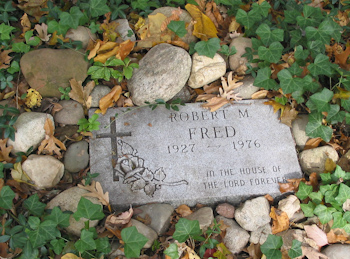 ROBERT M.
FRED
1927 — 1976
IN THE HOUSE OF
THE LORD FOREVER